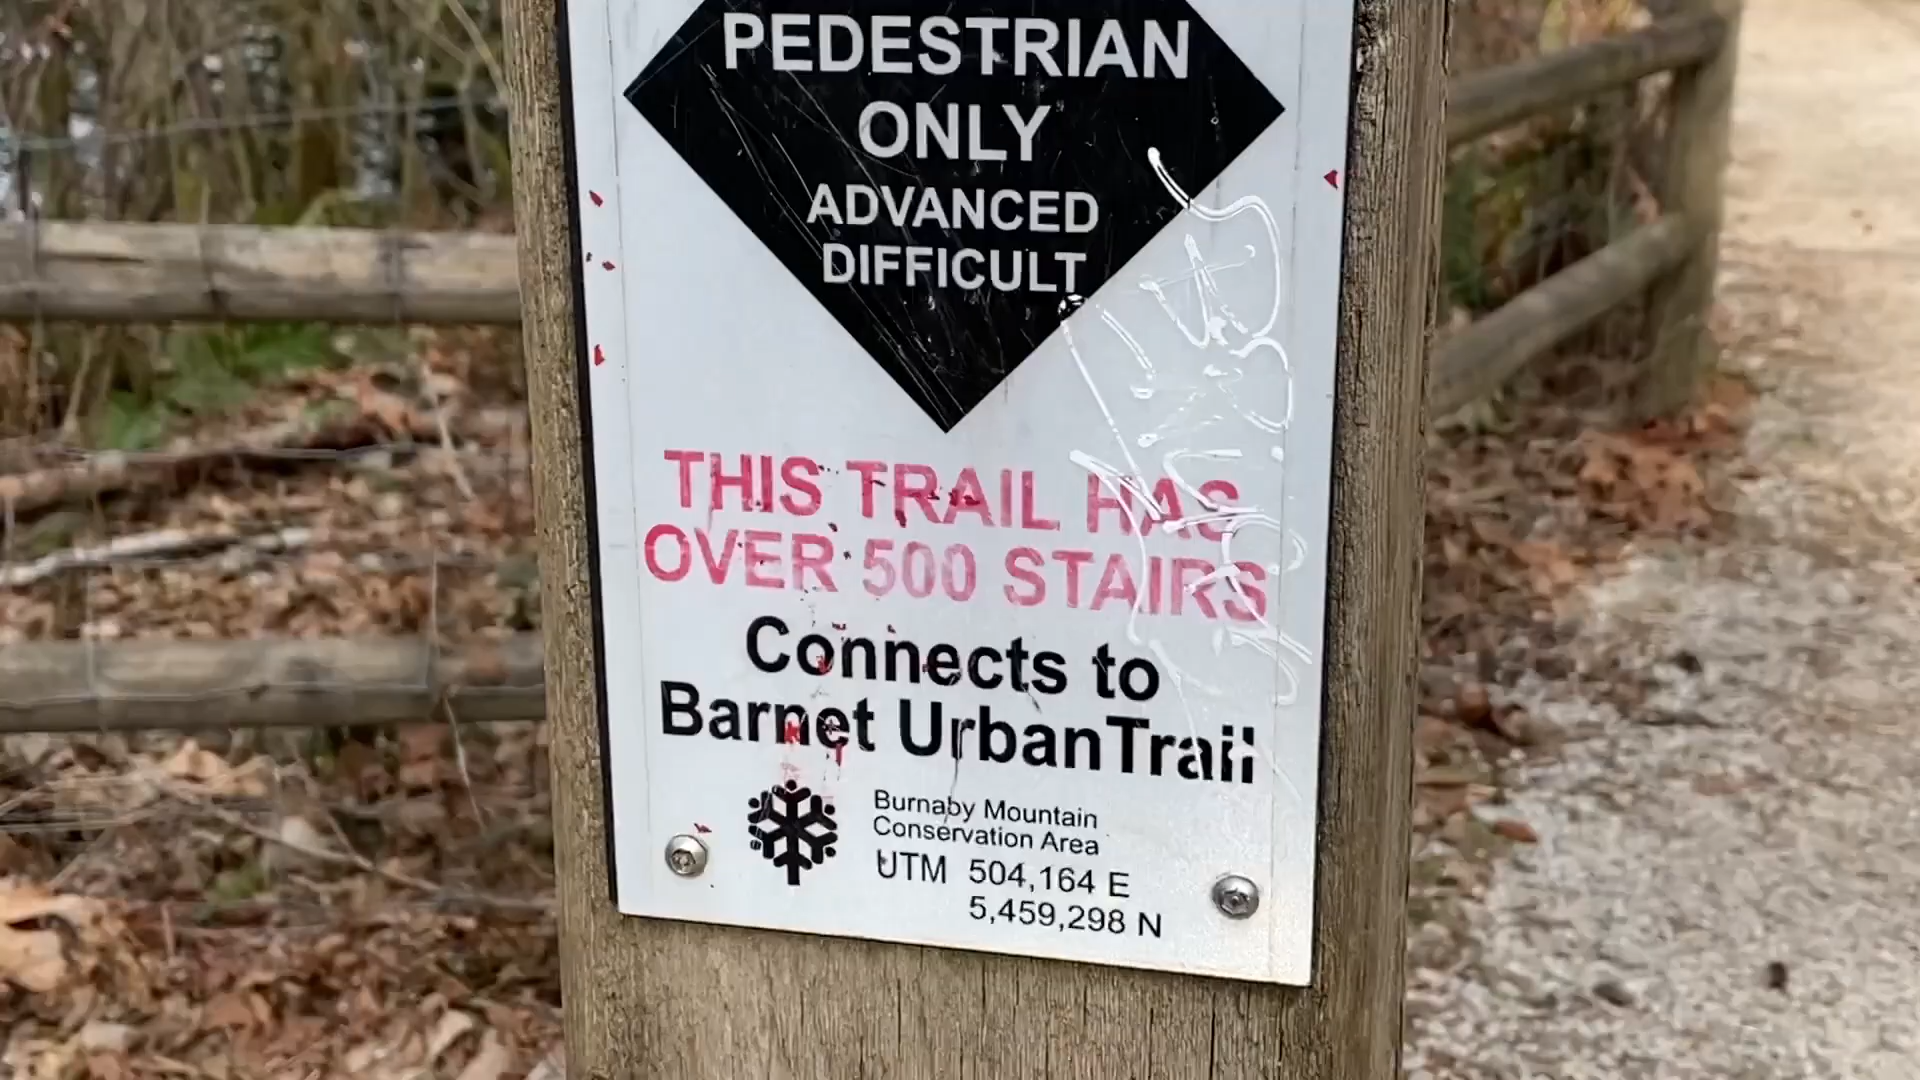 PEDESTRIAN
ONLY
ADVANCED
DIFFICULT
THIS TRAIL HAS
OVER 500 STAIRS
Connects to
Barnet UrbanTrail
Burnaby Mountain
Conservation Area
UTM 504,164 E
5,459,298 N